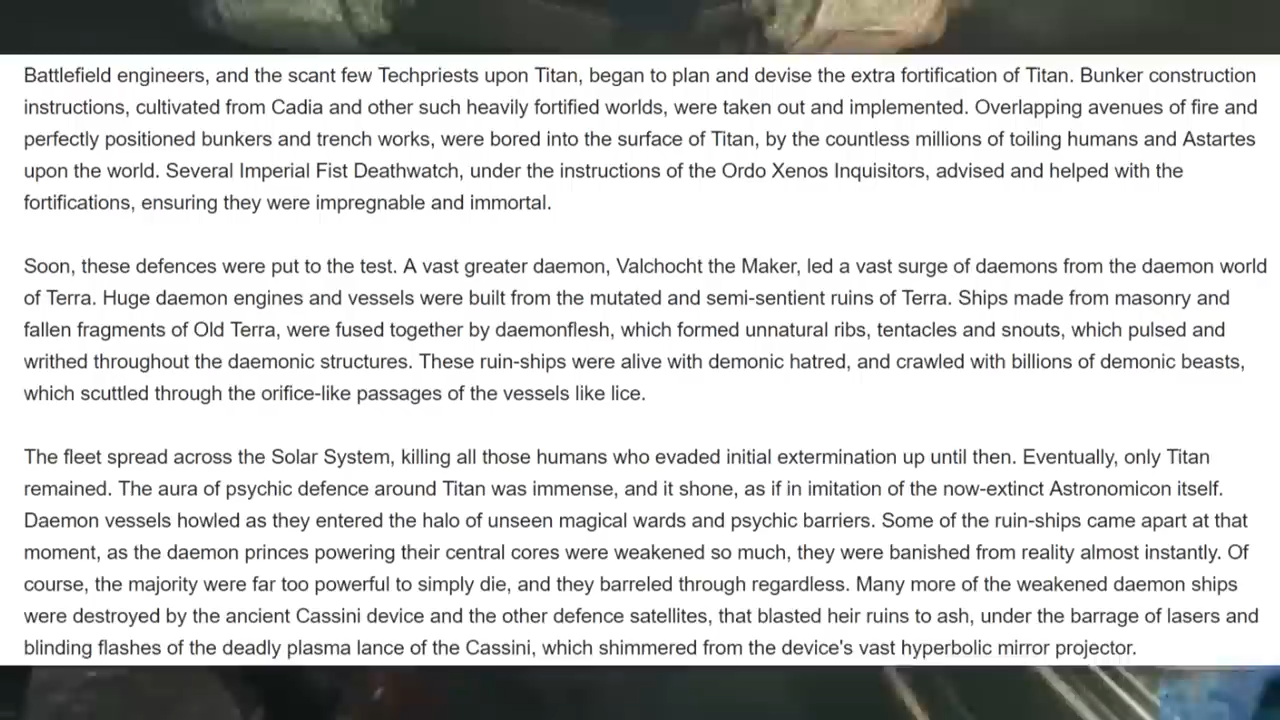 Battlefield engineers, and the scant few Techpriests upon Titan, began to plan and devise the extra fortification of Titan. Bunker construction
instructions, cultivated from Cadia and other such heavily fortified worlds, were taken out and implemented. Overlapping avenues of fire and
perfectly positioned bunkers and trench works, were bored into the surface of Titan, by the countless millions of toiling humans and Astartes
upon the world. Several Imperial Fist Deathwatch, under the instructions of the Ordo Xenos Inquisitors, advised and helped with the
fortifications, ensuring they were impregnable and immortal.
Soon, these defences were put to the test. A vast greater daemon, Valchocht the Maker, led a vast surge of daemons from the daemon world
of Terra. Huge daemon engines and vessels were built from the mutated and semi-sentient ruins of Terra. Ships made from masonry and
fallen fragments of Old Terra, were fused together by daemonflesh, which formed unnatural ribs, tentacles and snouts, which pulsed and
writhed throughout the daemonic structures. These ruin-ships were alive with demonic hatred, and crawled with billions of demonic beasts,
which scuttled through the orifice-like passages of the vessels like lice.
The fleet spread across the Solar System, killing all those humans who evaded initial extermination up until then. Eventually, only Titan
remained. The aura of psychic defence around Titan was immense, and it shone, as if in imitation of the now-extinct Astronomicon itself.
Daemon vessels howled as they entered the halo of unseen magical wards and psychic barriers. Some of the ruin-ships came apart at that
moment, as the daemon princes powering their central cores were weakened so much, they were banished from reality almost instantly. Of
course, the majority were far too powerful to simply die, and they barreled through regardless. Many more of the weakened daemon ships
were destroyed by the ancient Cassini device and the other defence satellites, that blasted heir ruins to ash, under the barrage of lasers and
blinding flashes of the deadly plasma lance of the Cassini, which shimmered from the device's vast hyperbolic mirror projector.